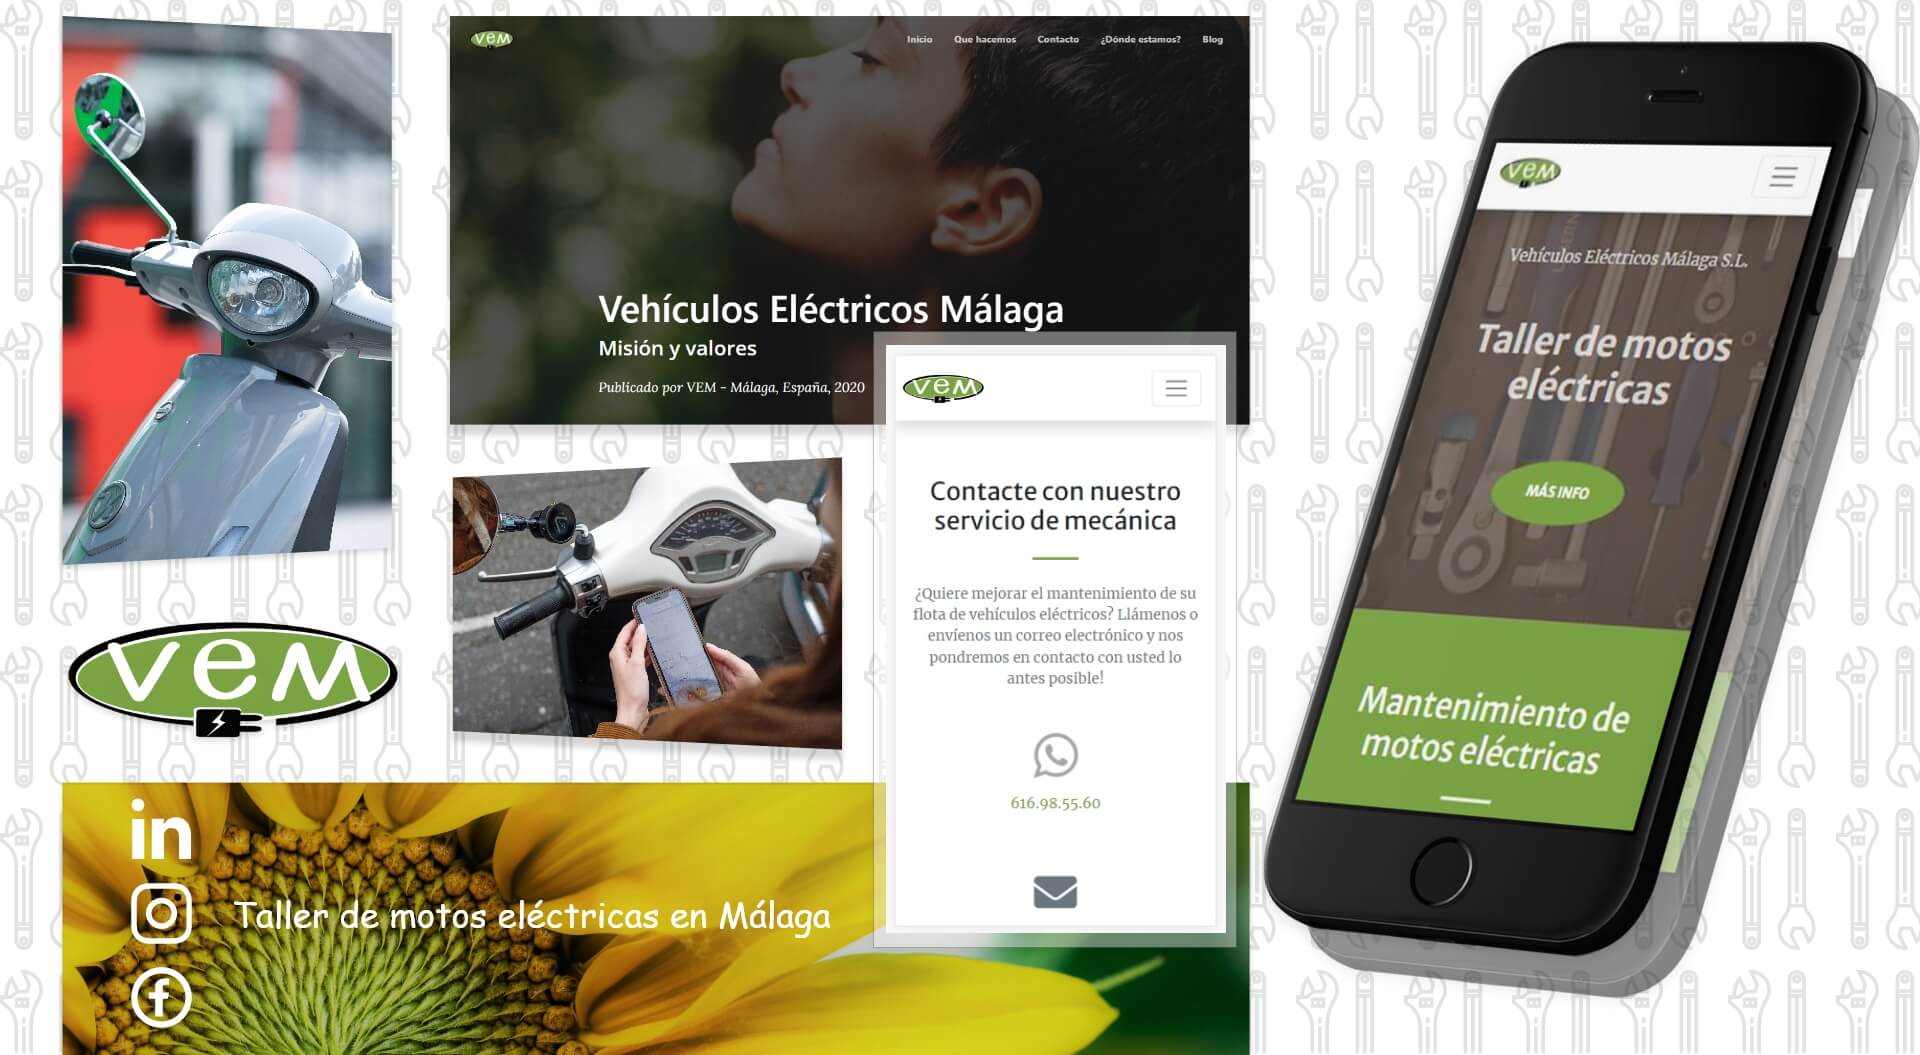 vem
Inicio Que hacemos Contacto ¿Dónde estamos? Blog
Vehículos Eléctricos Málaga
Misión y valores
Publicado por VEM - Málaga, España, 2020
vem
Contacte con nuestro
servicio de mecánica
¿Quiere mejorar el mantenimiento de su
flota de vehículos eléctricos? Llámenos o
envíenos un correo electrónico y nos
pondremos en contacto con usted lo
antes posible!
616.98.55.60
vem
in
Taller de motos eléctricas en Málaga
f
vem
Vehículos Eléctricos Málaga S.L.
Taller de motos
eléctricas
MÁS INFO
Mantenimiento de
motos eléctricas